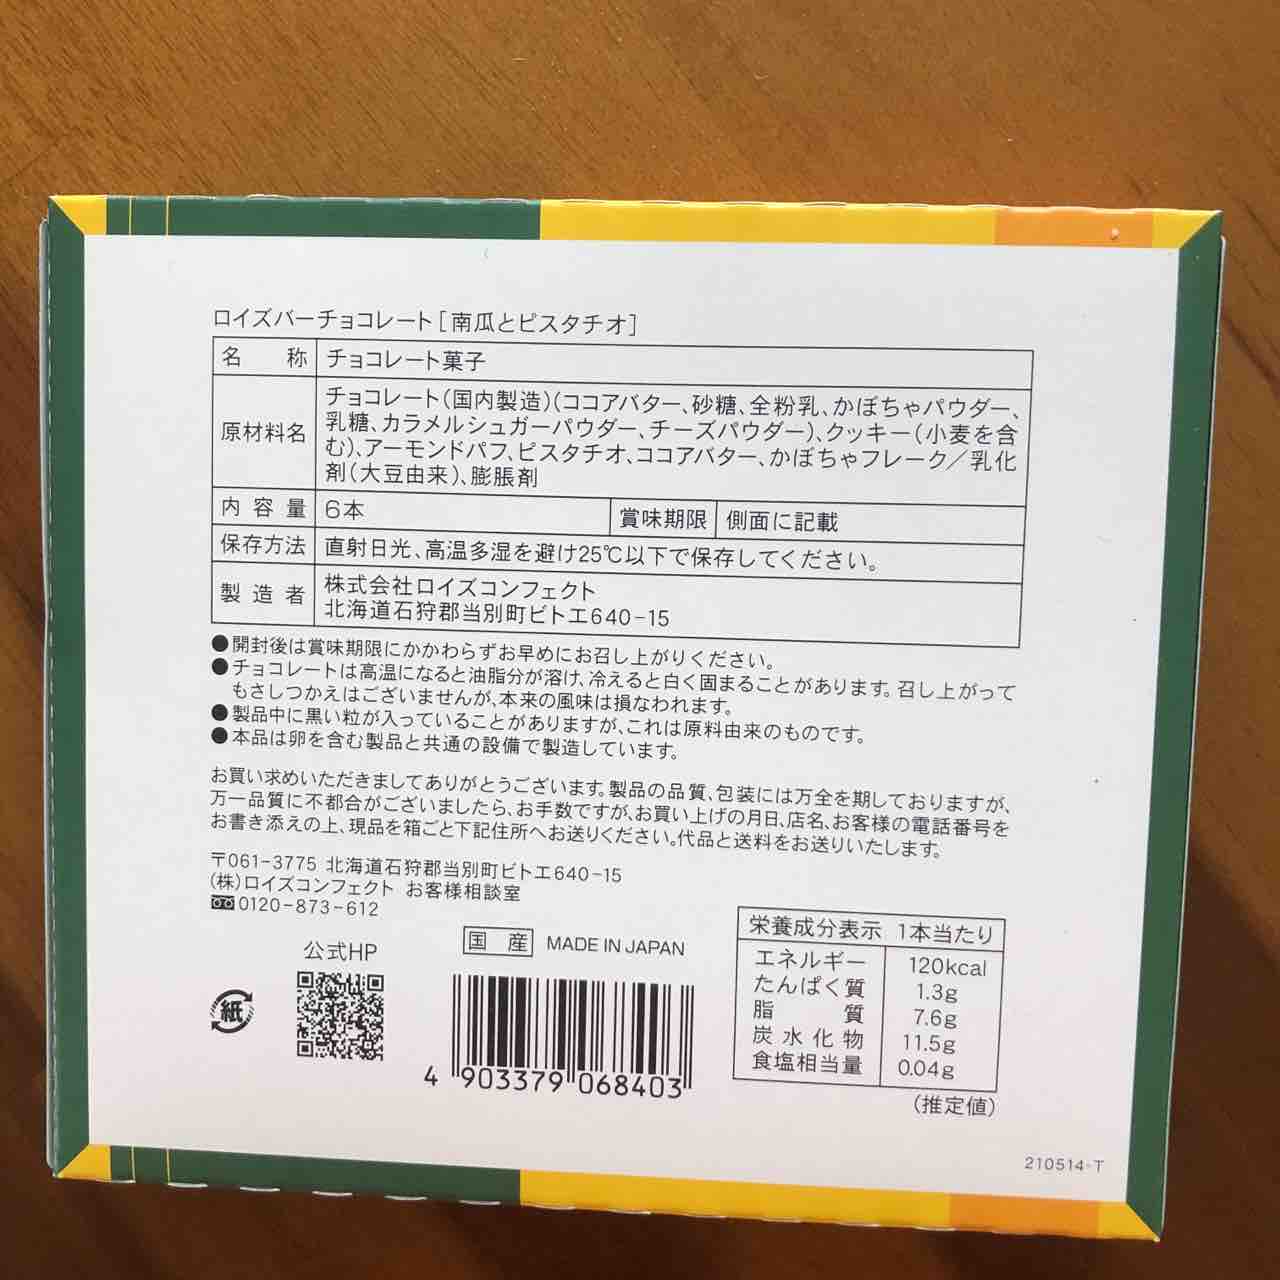 ロイズバーチョコレート[南瓜とピスタチオ]
名 称 チョコレート菓子
原材料名 チョコレート(国内製造)(ココアバター、砂糖、全粉乳、かぼちゃパウダー、
乳糖、カラメルシュガーパウダー、チーズパウダー)、クッキー(小麦を含
む)、アーモンドパフ、ピスタチオ、ココアバター、かぼちゃフレーク/乳化
剤(大豆由来)、膨脹剤
内容量 6本 賞味期限 側面に記載
保存方法 直射日光、高温多湿を避け25℃以下で保存してください。
製造者 株式会社ロイズコンフェクト
北海道石狩郡当別町ビトエ640-15
●開封後は賞味期限にかかわらずお早めにお召し上がりください。
●チョコレートは高温になると油脂分が溶け、冷えると白く固まることがあります。召し上がって
もさしつかえはございませんが、本来の風味は損なわれます。
●製品中に黒い粒が入っていることがありますが、これは原料由来のものです。
●本品は卵を含む製品と共通の設備で製造しています。
お買い求めいただきましてありがとうございます。製品の品質、包装には万全を期しておりますが、
万一品質に不都合がございましたら、お手数ですが、お買い上げの月日、店名、お客様の電話番号を
お書き添えの上、現品を箱ごと下記住所へお送りください。代品と送料をお送りいたします。
〒061-3775 北海道石狩郡当別町ビトエ640-15
(株)ロイズコンフェクト お客様相談室
0120-873-612
公式HP
国産 MADE IN JAPAN
紙
4 903379 068403
栄養成分表示 1本当たり
エネルギー 120kcal
たんぱく質 1.3g
脂質 7.6g
炭水化物 11.5g
食塩相当量 0.04g
(推定値)
210514-T